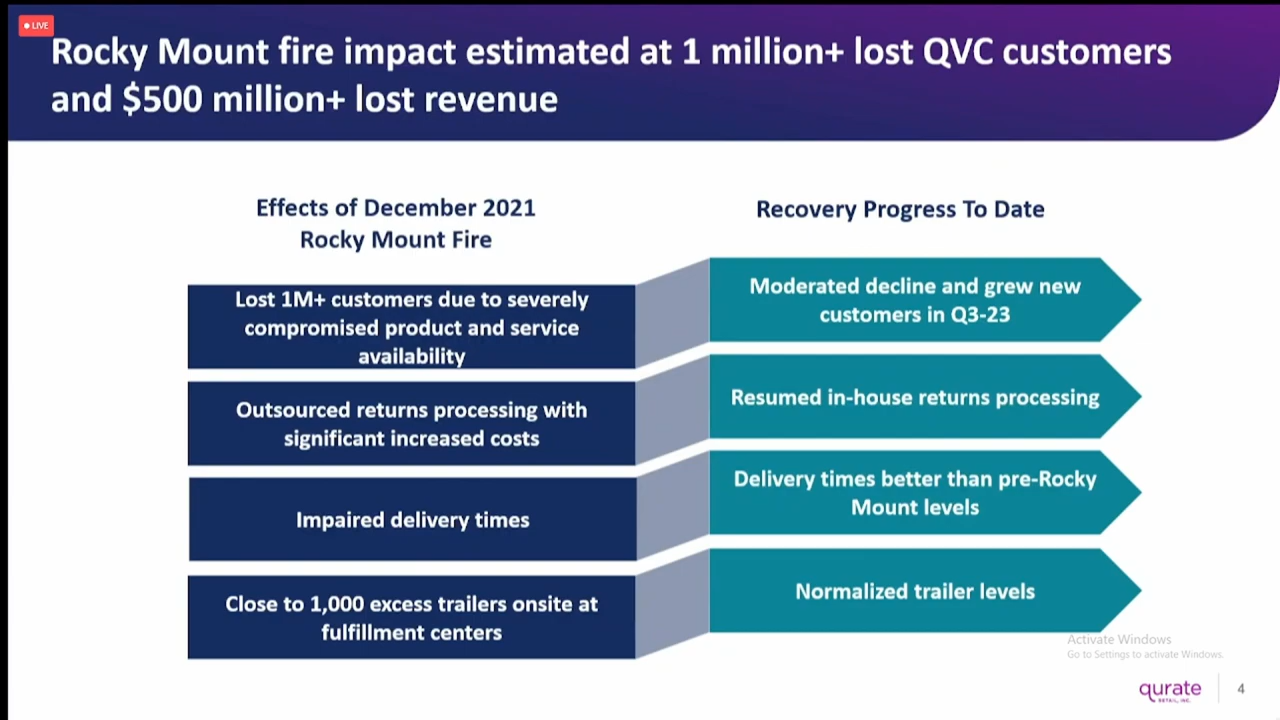 LIVE
Rocky Mount fire impact estimated at 1 million+ lost QVC customers
and $500 million+ lost revenue
Effects of December 2021
Rocky Mount Fire
Lost 1M+ customers due to severely
compromised product and service
availability
Outsourced returns processing with
significant increased costs
Impaired delivery times
Close to 1,000 excess trailers onsite at
fulfillment centers
Recovery Progress To Date
Moderated decline and grew new
customers in Q3-23
Resumed in-house returns processing
Delivery times better than pre-Rocky
Mount levels
Normalized trailer levels
Activate Windows
Go to Settings to activate Windows.
qurate
RETAIL, INC.
4